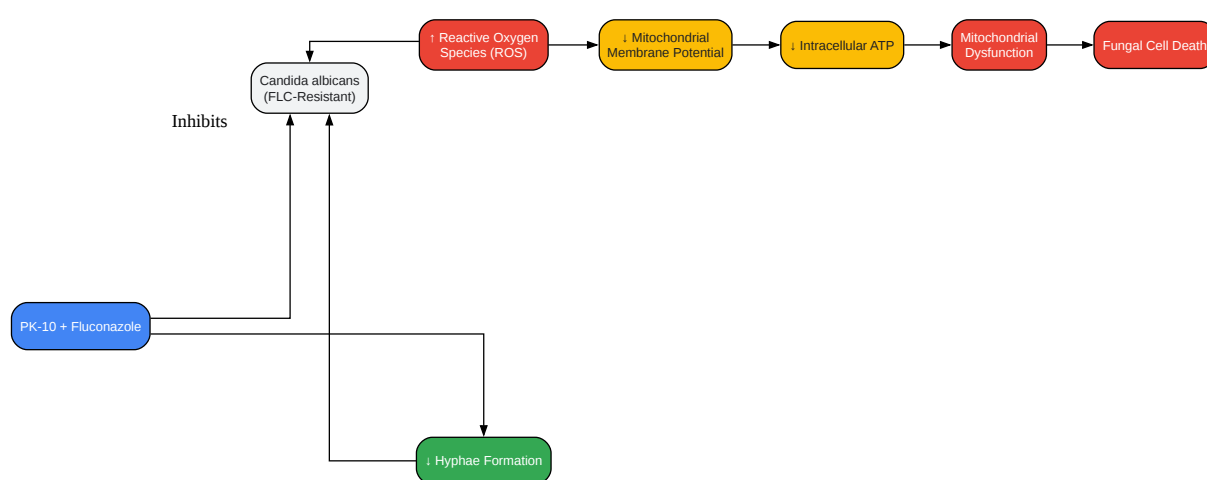 ↑ Reactive Oxygen
Species (ROS)
↓ Mitochondrial
Membrane Potential
↓ Intracellular ATP
Mitochondrial
Dysfunction
Fungal Cell Death
Candida albicans
(FLC-Resistant)
Inhibits
PK-10 + Fluconazole
↓ Hyphae Formation